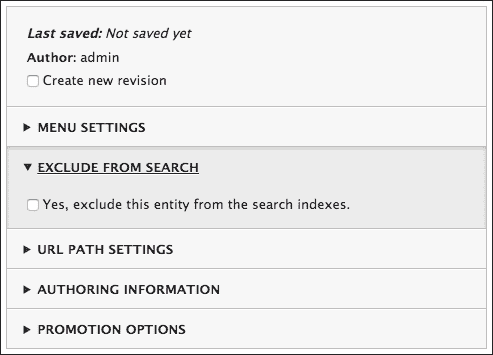 Last saved: Not saved yet
Author: admin
Create new revision
MENU SETTINGS
EXCLUDE FROM SEARCH
Yes, exclude this entity from the search indexes.
URL PATH SETTINGS
AUTHORING INFORMATION
PROMOTION OPTIONS